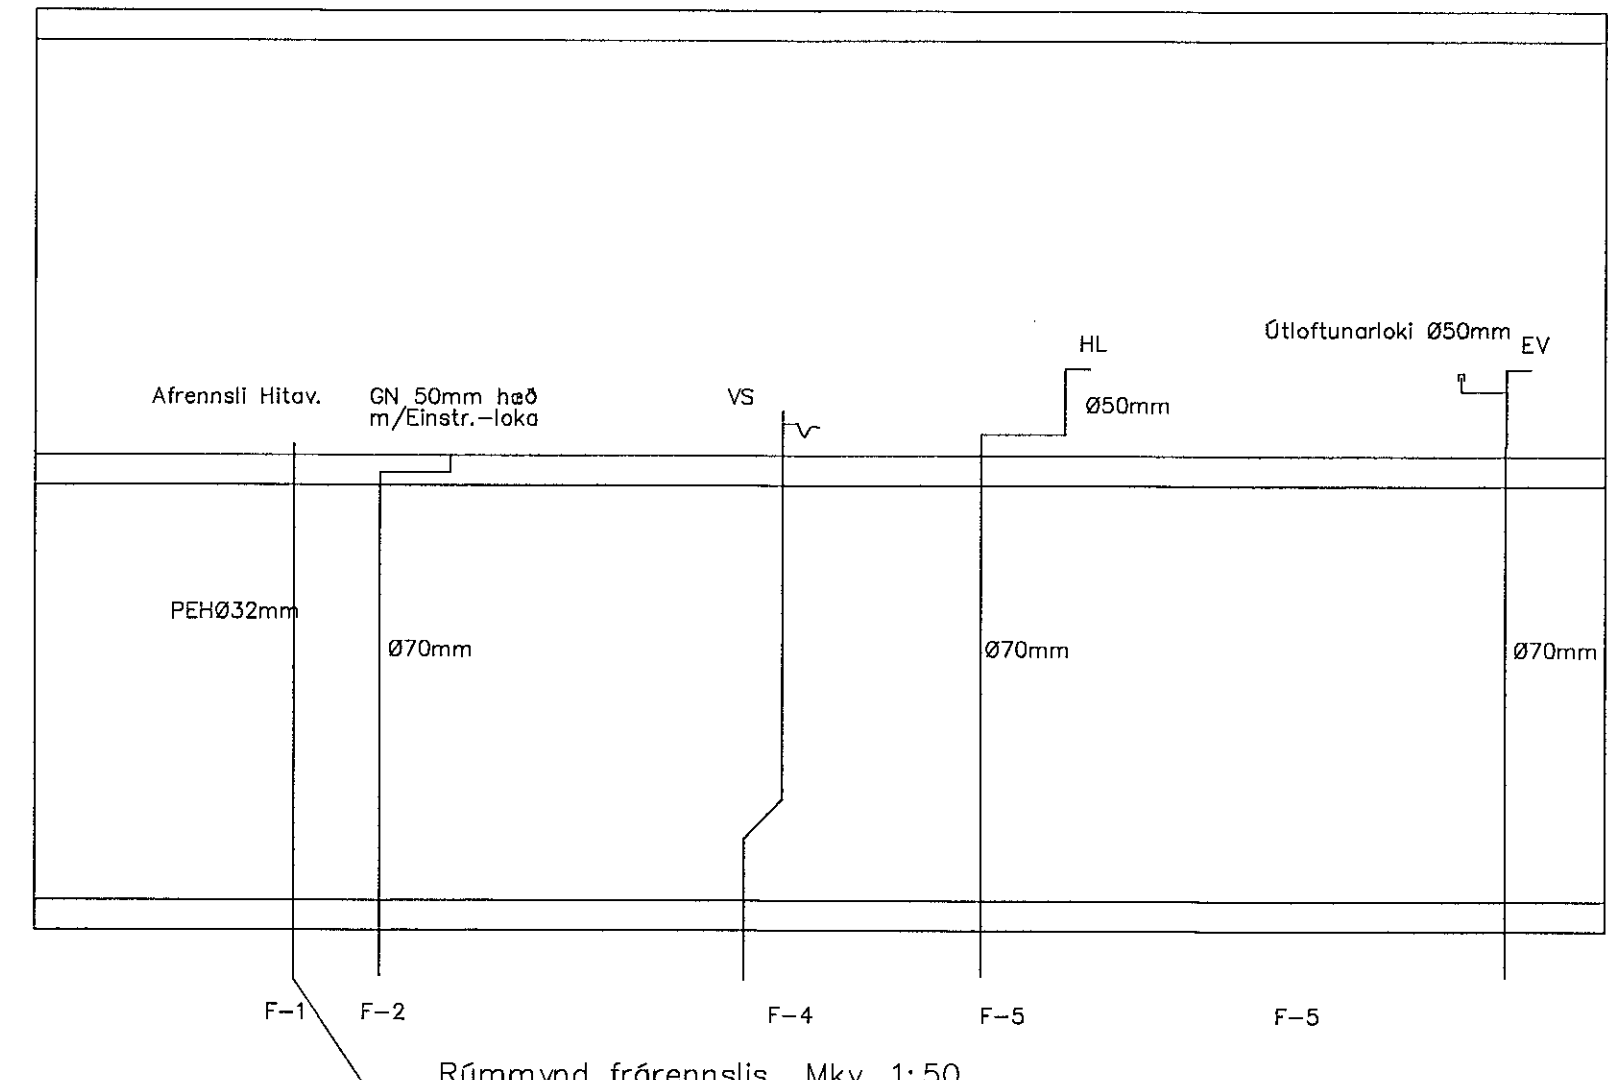 Útloftunarloki Ø50mm
EV
HL
Afrennsli Hitav.
GN 50mm hæð
m/Einstr.-loka
VS
Ø50mm
PEHØ32mm
Ø70mm
Ø70mm
Ø70mm
F-1
F-2
F-4
F-5
F-5
Rúmmynd frárennslis Mkv. 1:50